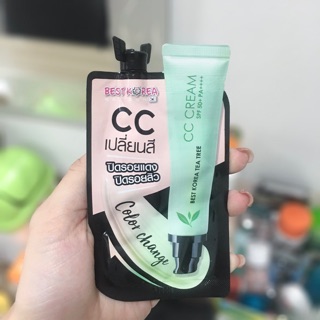 BEST KOREA
CC
เปลี่ยนสี
ปิดรอยแดง
ปิดรอยสิว
Color change
CC CREAM
SPF 50+ PA++++
BEST KOREA TEA TREE